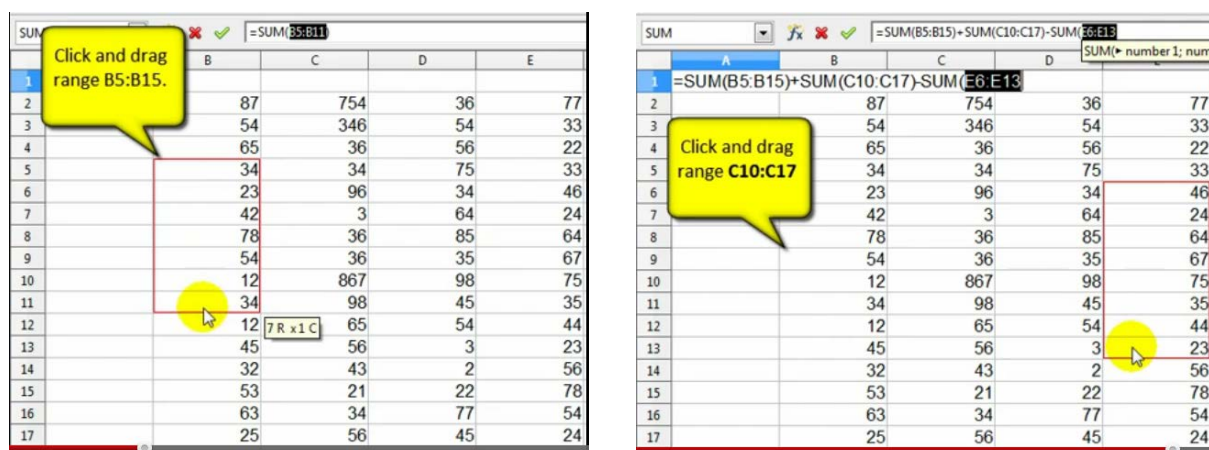 =SUM(B5:B11)
Click and drag
range B5:B15.
B C D E
1
2 87 754 36 77
3 54 346 54 33
4 65 36 56 22
5 34 34 75 33
6 23 96 34 46
7 42 3 64 24
8 78 36 85 64
9 54 36 35 67
10 12 867 98 75
11 34 98 45 35
12 12 65 54 44
7 R x1 C
13 45 56 3 23
14 32 43 2 56
15 53 21 22 78
16 63 34 77 54
17 25 56 45 24
SUM =SUM(B5:B15)+SUM(C10:C17)-SUM(E6:E13
SUM(► number 1; num
A B C D
1 =SUM(B5:B15)+SUM(C10:C17)-SUM(E6:E13
2 87 754 36 77
3 54 346 54 33
Click and drag
range C10:C17
4 65 36 56 22
5 34 34 75 33
6 23 96 34 46
7 42 3 64 24
8 78 36 85 64
9 54 36 35 67
10 12 867 98 75
11 34 98 45 35
12 12 65 54 44
13 45 56 3 23
14 32 43 2 56
15 53 21 22 78
16 63 34 77 54
17 25 56 45 24